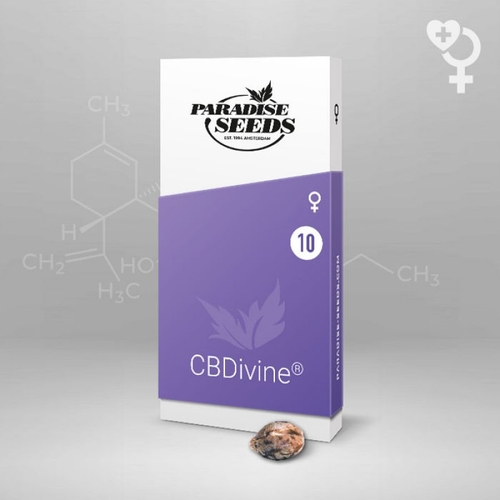 PARADISE
SEEDS
EST. 1994 AMSTERDAM
♀
♀
10
CBDivine®
PARADISE-SEEDS.COM
CH₃
H
CH₂
HO
H₃C
CH₃